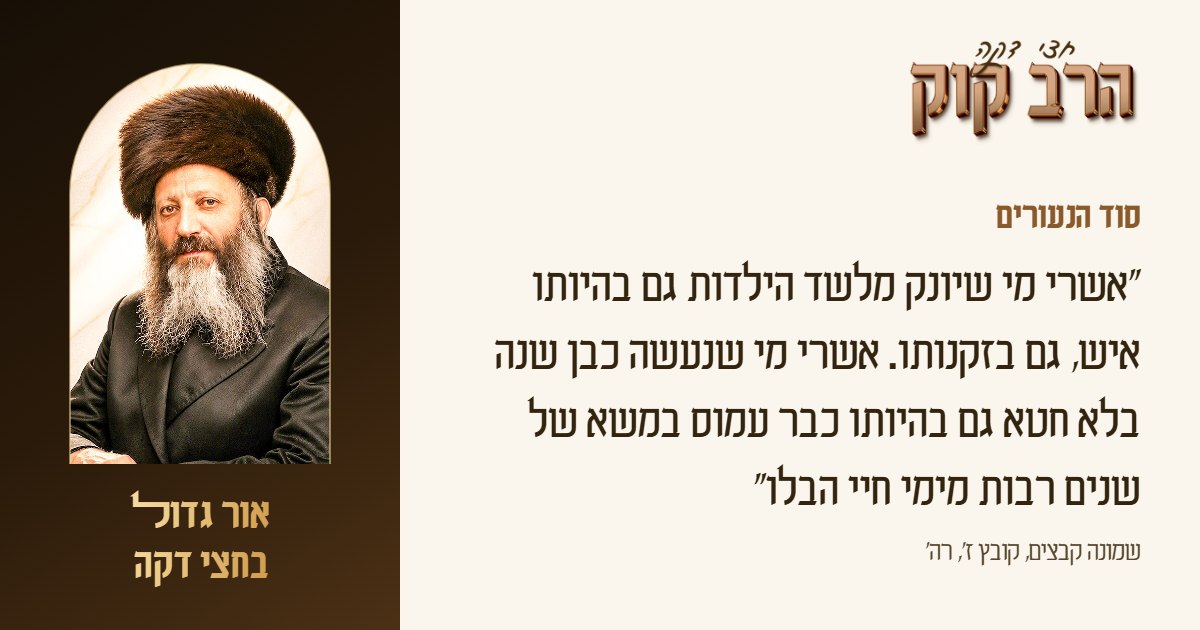 חצי דקה
הרב קוק
סוד הנעורים
"אשרי מי שיונק מלשד הילדות גם בהיותו
איש, גם בזקנותו. אשרי מי שנעשה כבן שנה
בלא חטא גם בהיותו כבר עמוס במשא של
שנים רבות מימי חיי הבלו"
שמונה קבצים, קובץ ז', רה'
אור גדול
בחצי דקה